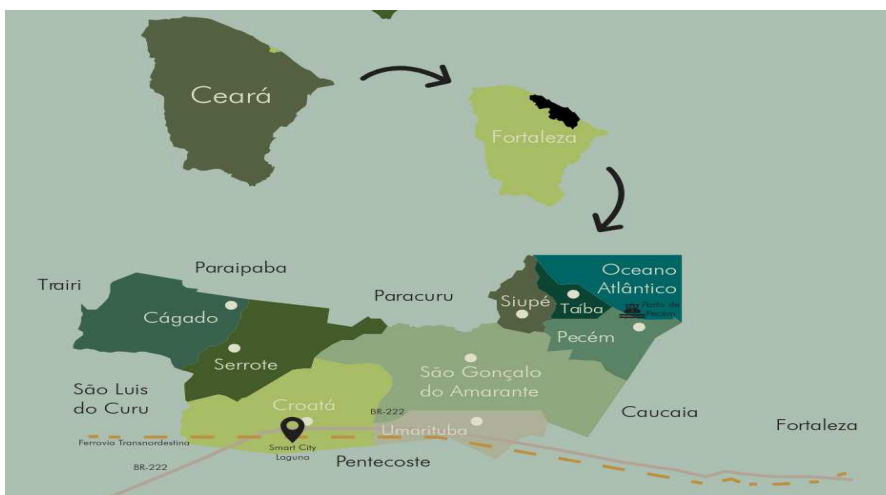 Ceará
Fortaleza
Oceano
Atlântico
Trairi
Paraipaba
Paracuru
Siupé
Taíba
Porto de
Pecém
Cágado
Pecém
Serrote
São Gonçalo
do Amarante
São Luis
do Curu
Croatá
BR-222
Caucaia
Fortaleza
Umarituba
Ferrovia Transnordestina
Smart City
Laguna
Pentecoste
BR-222